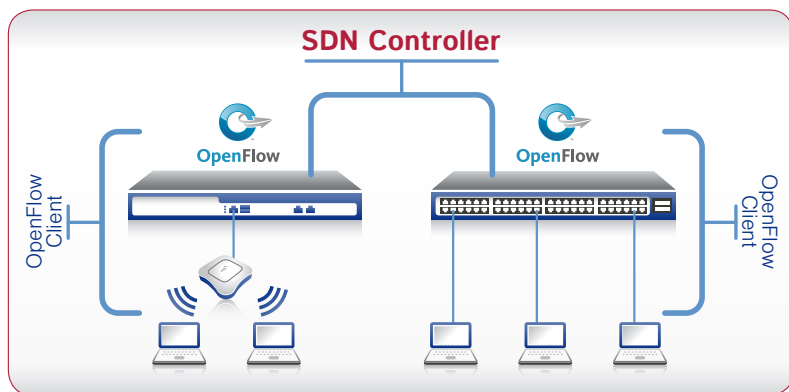 SDN Controller
OpenFlow
OpenFlow
OpenFlow
Client
OpenFlow
Client